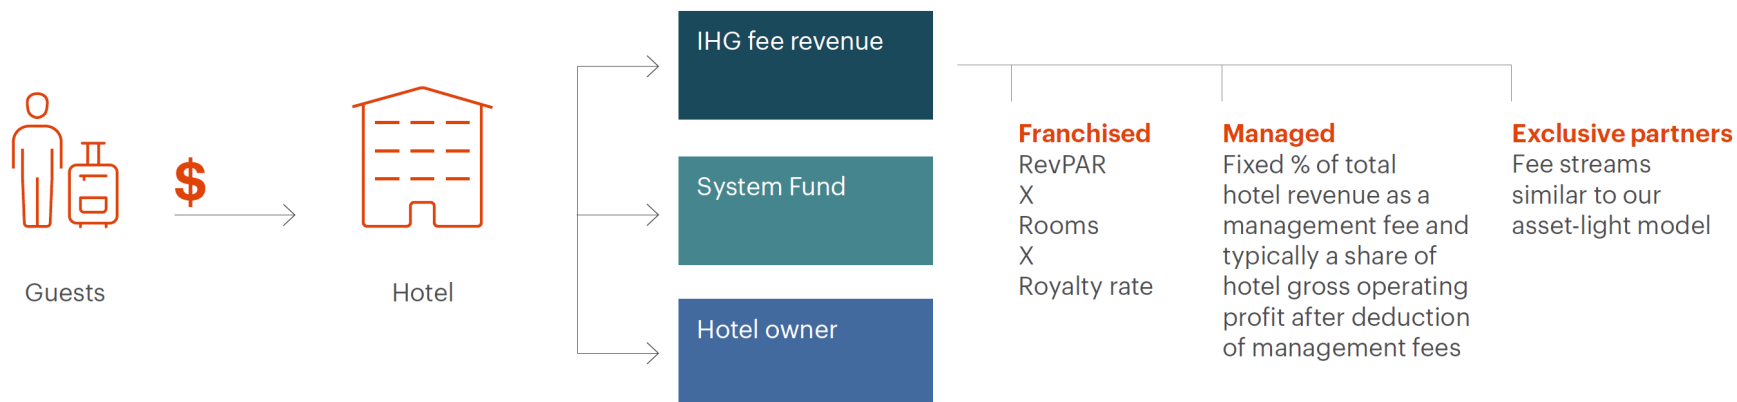 $
Guests
Hotel
IHG fee revenue
System Fund
Hotel owner
Franchised
RevPAR
X
Rooms
X
Royalty rate
Managed
Fixed % of total
hotel revenue as a
management fee and
typically a share of
hotel gross operating
profit after deduction
of management fees
Exclusive partners
Fee streams
similar to our
asset-light model